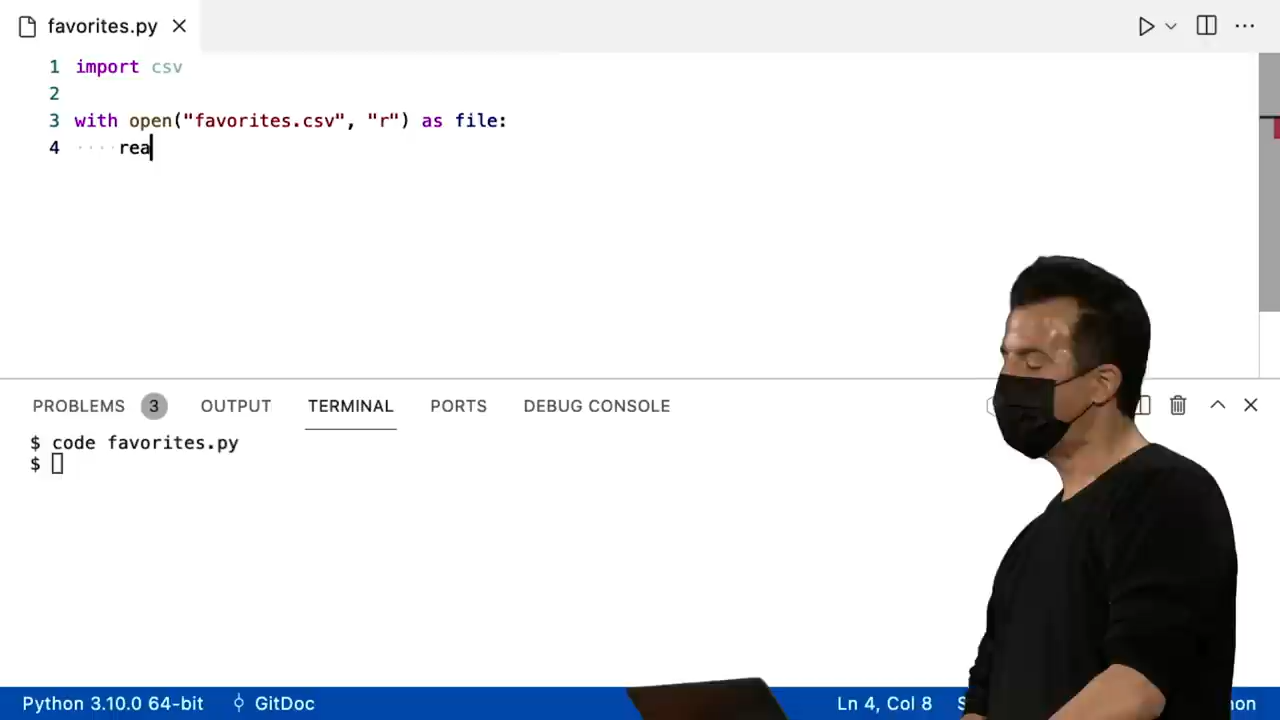 favorites.py
1 import csv
2
3 with open("favorites.csv", "r") as file:
4 ····rea
PROBLEMS 3 OUTPUT TERMINAL PORTS DEBUG CONSOLE
$ code favorites.py
$
Python 3.10.0 64-bit GitDoc Ln 4, Col 8